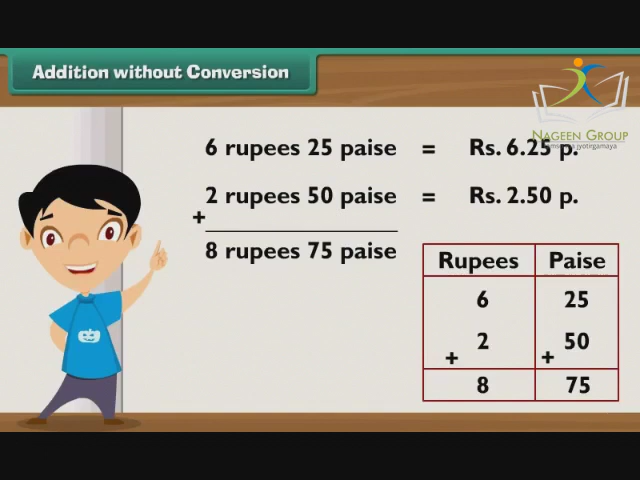 Addition without Conversion
NAGEEN GROUP
6 rupees 25 paise = Rs. 6.25 p.
2 rupees 50 paise = Rs. 2.50 p.
+
8 rupees 75 paise
Rupees Paise
6 25
2 50
+ +
8 75